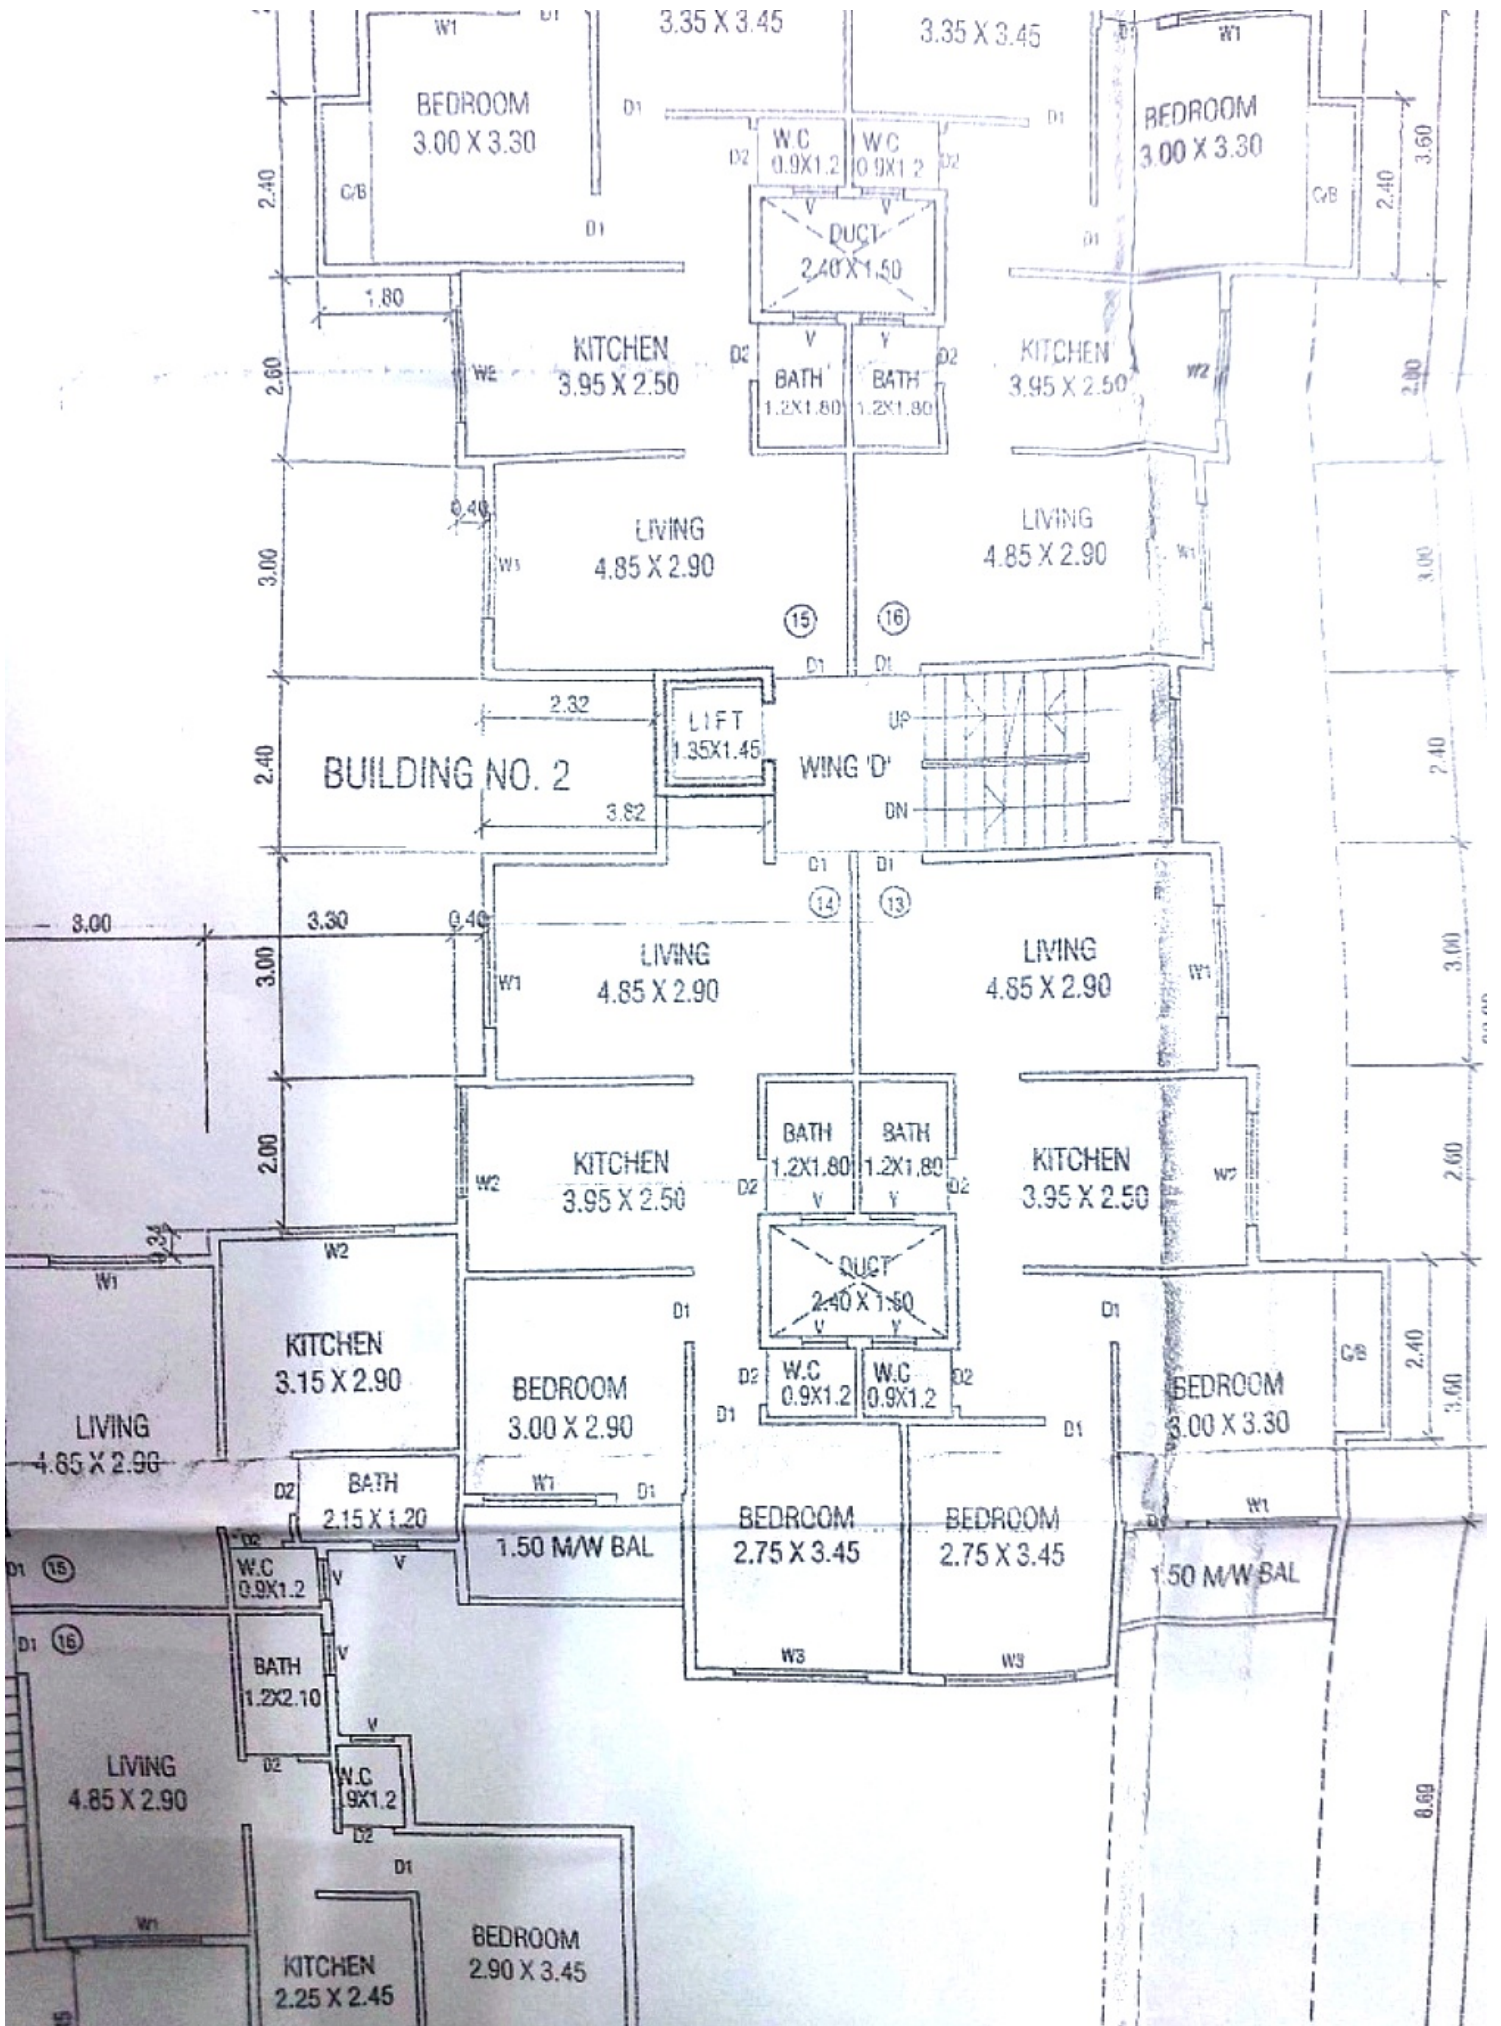 W1
D1
3.35 X 3.45
3.35 X 3.45
D1
W1
BEDROOM
3.00 X 3.30
D1
D1
BEDROOM
3.00 X 3.30
W.C
0.9X1.2
W.C
0.9X1.2
D2
D2
2.40
C/B
C/B
2.40
3.60
V
V
D1
D1
DUCT
2.40 X 1.50
1.80
V
V
KITCHEN
3.95 X 2.50
D2
D2
KITCHEN
3.95 X 2.50
2.60
W2
BATH
1.2X1.80
BATH
1.2X1.80
W2
2.00
0.40
LIVING
4.85 X 2.90
LIVING
4.85 X 2.90
3.00
W1
W1
3.00
15
16
D1
D1
2.32
LIFT
1.35X1.45
UP
2.40
BUILDING NO. 2
WING 'D'
2.40
3.82
DN
D1
D1
14
13
3.00
3.30
0.40
3.00
LIVING
4.85 X 2.90
LIVING
4.85 X 2.90
W1
W1
3.00
BATH
1.2X1.80
BATH
1.2X1.80
2.00
KITCHEN
3.95 X 2.50
W2
D2
D2
KITCHEN
3.95 X 2.50
W2
2.60
V
V
0.34
W2
W1
DUCT
2.40 X 1.50
V
V
D1
D1
KITCHEN
3.15 X 2.90
C/B
2.40
3.60
BEDROOM
3.00 X 2.90
D2
W.C
0.9X1.2
W.C
0.9X1.2
D2
BEDROOM
3.00 X 3.30
D1
D1
LIVING
4.85 X 2.90
D2
BATH
2.15 X 1.20
W1
D1
W1
BEDROOM
2.75 X 3.45
BEDROOM
2.75 X 3.45
1.50 M/W BAL
1.50 M/W BAL
D2
V
D1
15
W.C
0.9X1.2
V
D1
16
V
BATH
1.2X2.10
W3
W3
V
D2
LIVING
4.85 X 2.90
W.C
.9X1.2
D2
D1
8.69
W1
KITCHEN
2.25 X 2.45
BEDROOM
2.90 X 3.45